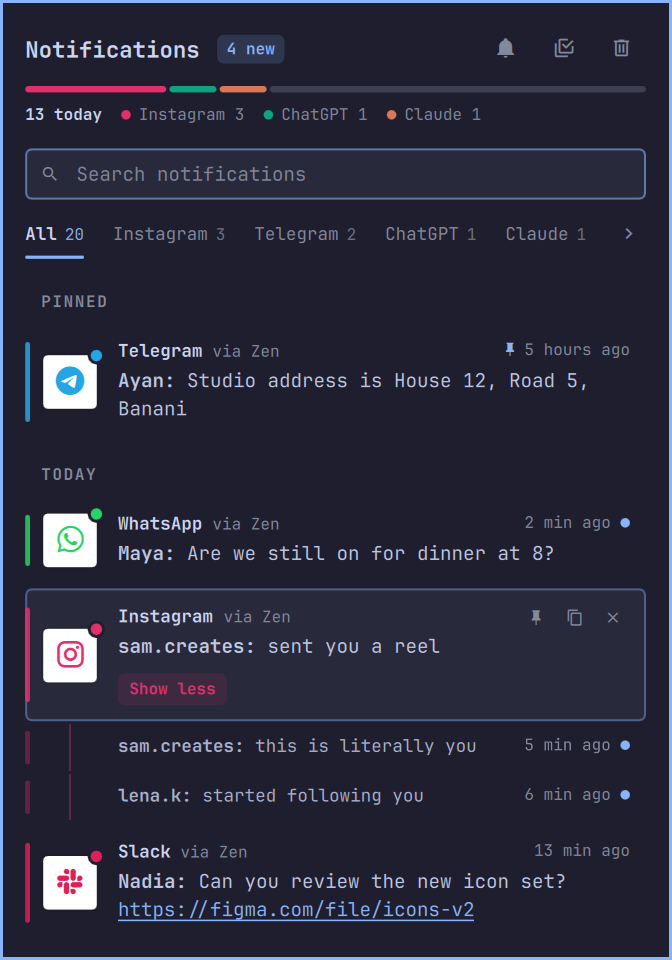 Notifications 4 new
13 today Instagram 3 ChatGPT 1 Claude 1
Search notifications
All 20 Instagram 3 Telegram 2 ChatGPT 1 Claude 1
PINNED
Telegram via Zen 5 hours ago
Ayan: Studio address is House 12, Road 5,
Banani
TODAY
WhatsApp via Zen 2 min ago
Maya: Are we still on for dinner at 8?
Instagram via Zen
sam.creates: sent you a reel
Show less
sam.creates: this is literally you 5 min ago
lena.k: started following you 6 min ago
Slack via Zen 13 min ago
Nadia: Can you review the new icon set?
https://figma.com/file/icons-v2